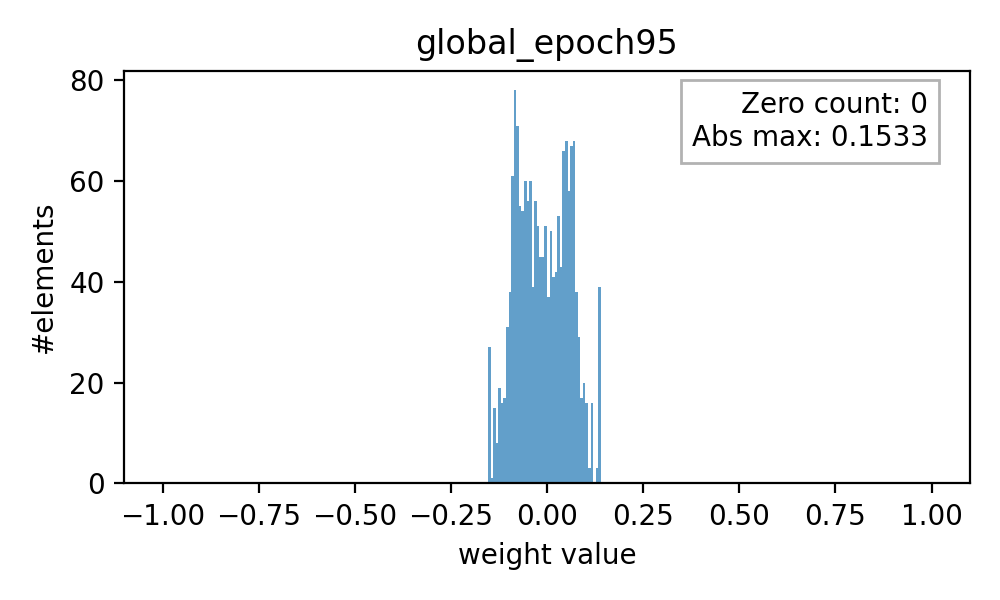 global_epoch95
Zero count: 0
Abs max: 0.1533
80
60
40
20
0
#elements
−1.00 −0.75 −0.50 −0.25 0.00 0.25 0.50 0.75 1.00
weight value